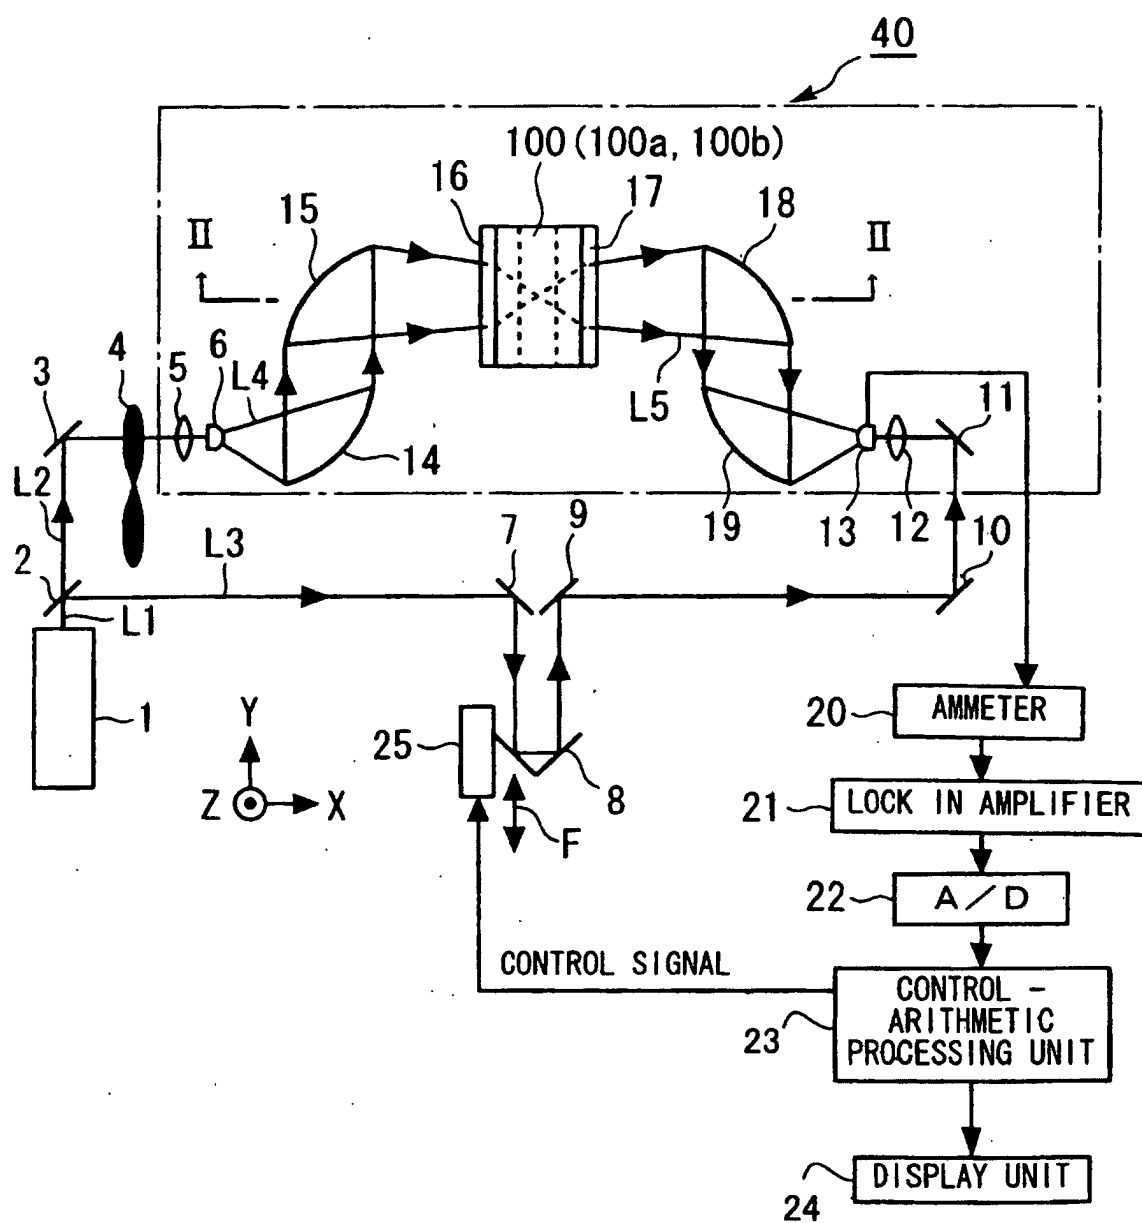 40
100 (100a, 100b)
16
17
15
18
II
II
4
6
5
L4
3
L5
11
14
L2
19
13
12
7
9
10
2
L3
L1
1
20
AMMETER
Y
25
Z
X
8
21
LOCK IN AMPLIFIER
F
22
A/D
CONTROL SIGNAL
CONTROL -
ARITHMETIC
PROCESSING UNIT
23
DISPLAY UNIT
24